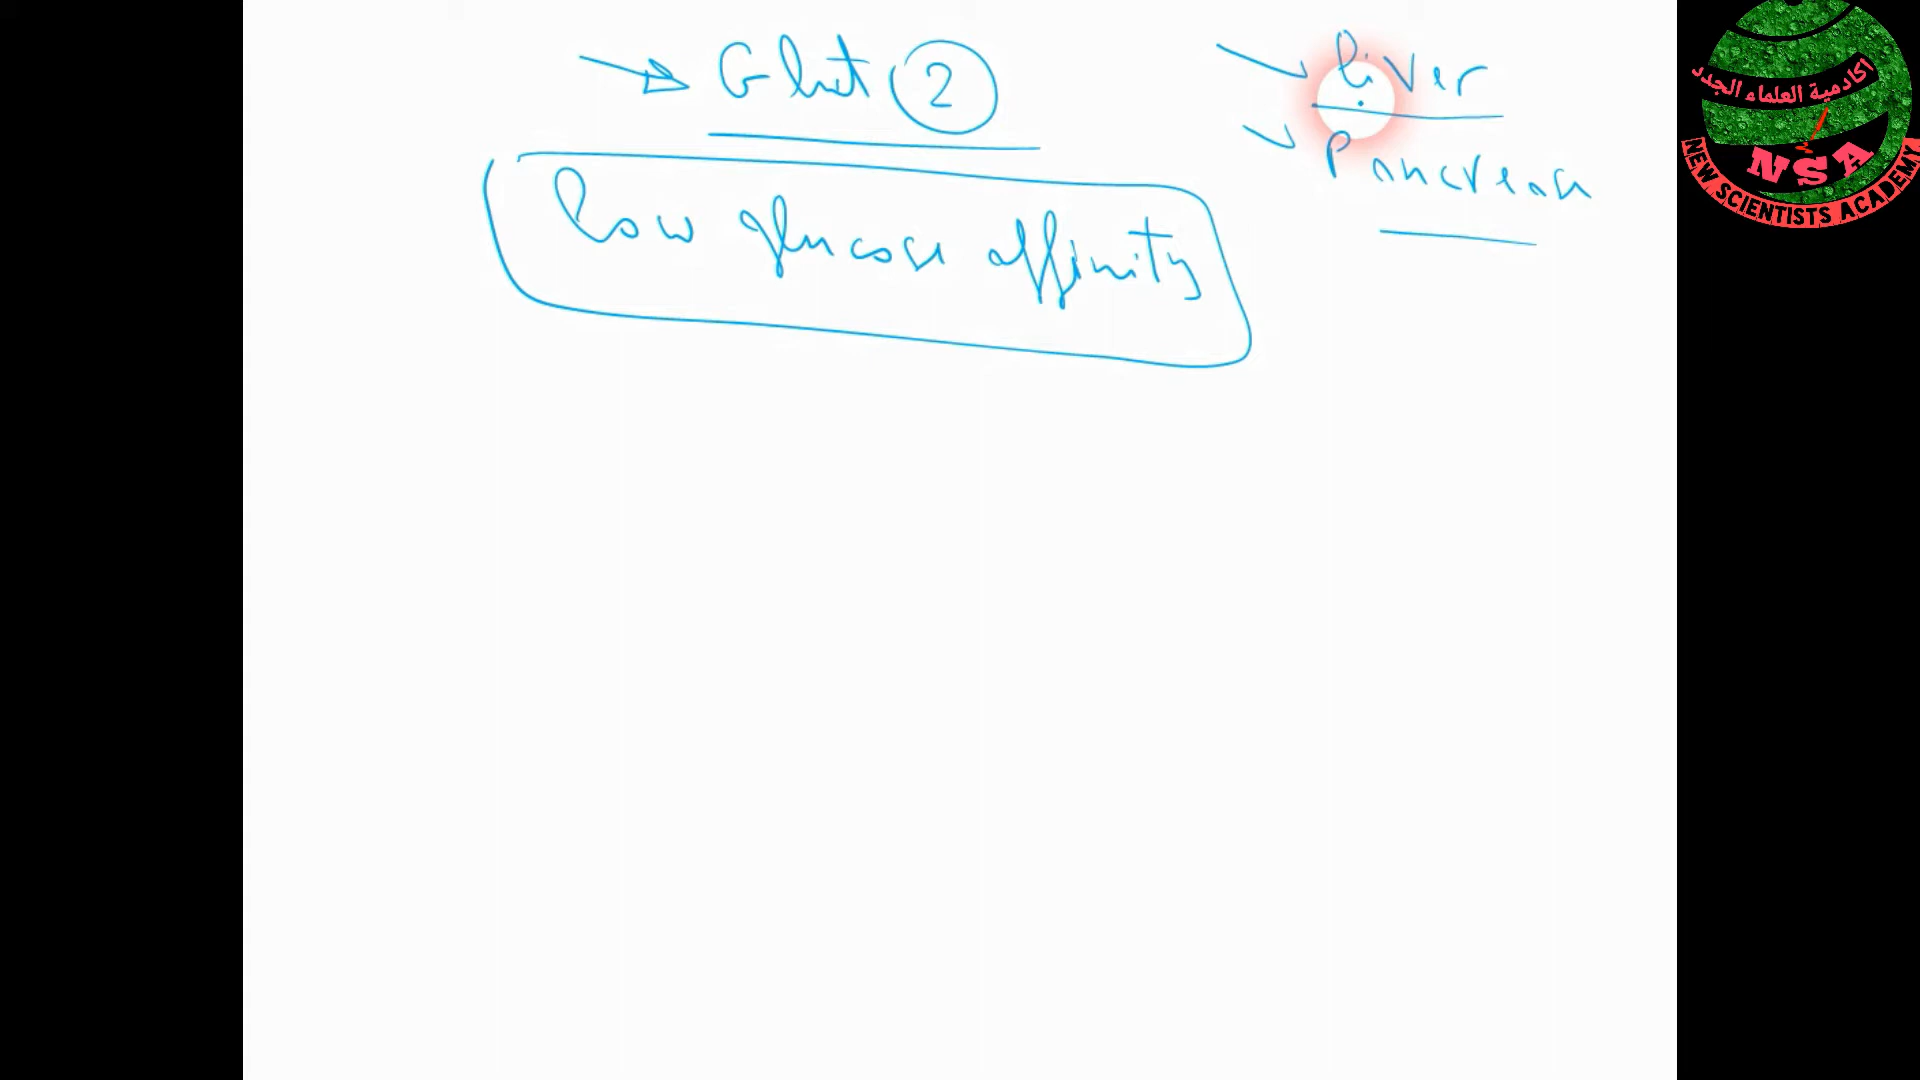 Glut 2
liver
Pancreas
low glucose affinity
أكاديمية العلماء الجدد
NSA
NEW SCIENTISTS ACADEMY